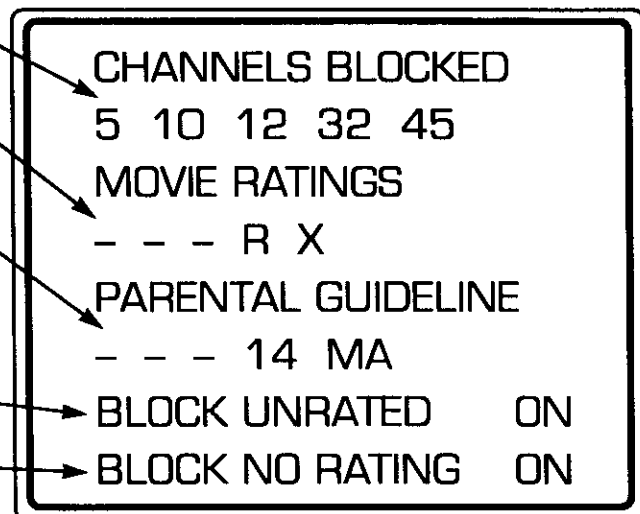 CHANNELS BLOCKED
5 10 12 32 45
MOVIE RATINGS
– – – R X
PARENTAL GUIDELINE
– – – 14 MA
BLOCK UNRATED ON
BLOCK NO RATING ON